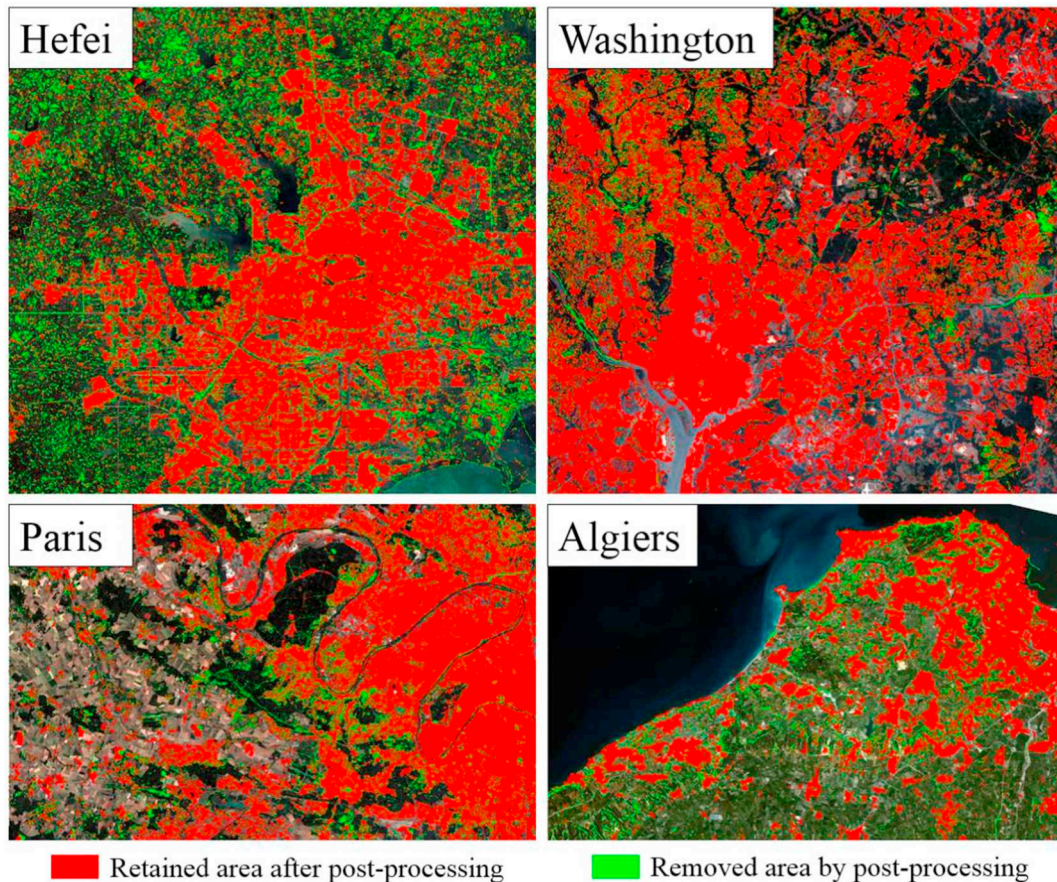 Hefei
Washington
Paris
Algiers
Retained area after post-processing
Removed area by post-processing